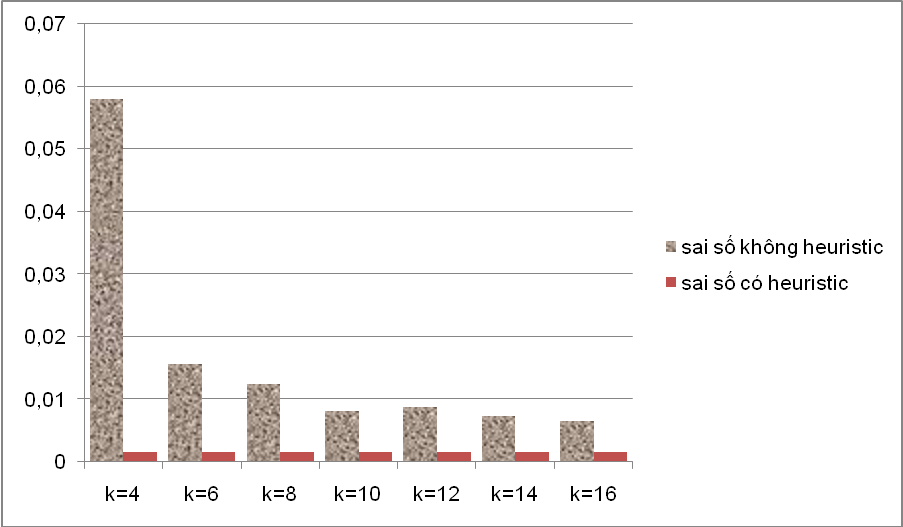 0,07
0,06
0,05
0,04
0,03
0,02
0,01
0
k=4 k=6 k=8 k=10 k=12 k=14 k=16
sai số không heuristic
sai số có heuristic